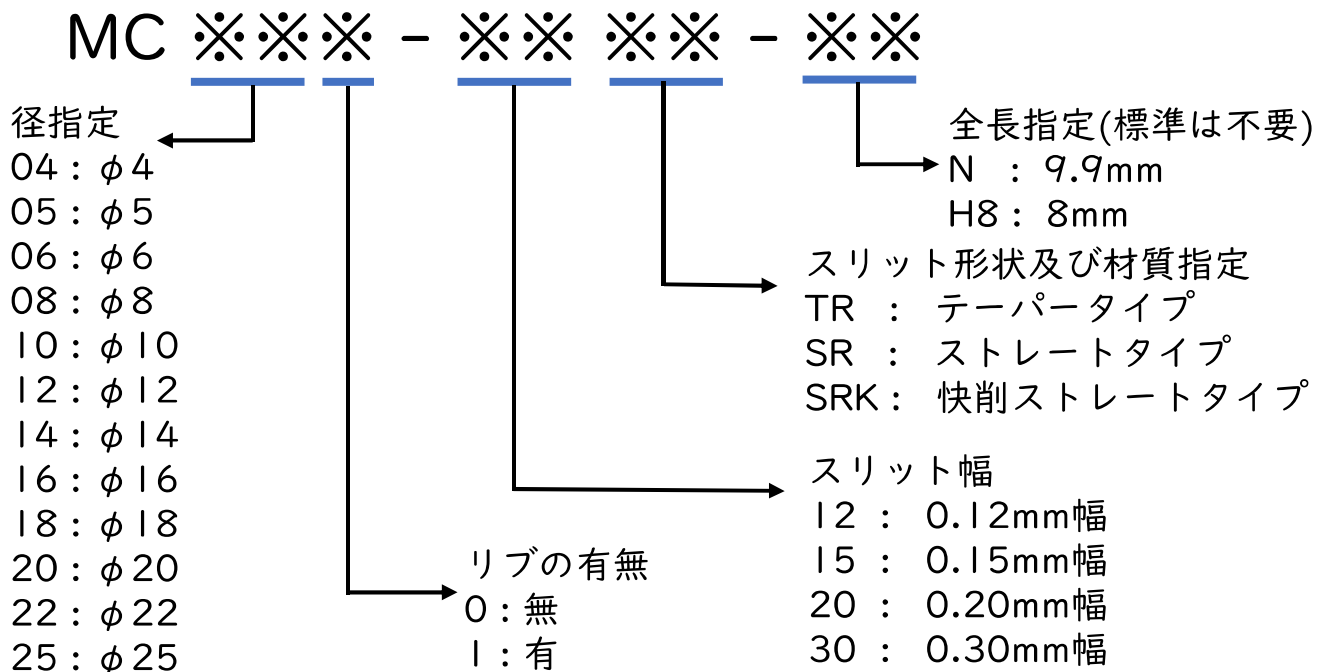 MC ※※※-※※ ※※-※※
径指定
04：φ4
05：φ5
06：φ6
08：φ8
10：φ10
12：φ12
14：φ14
16：φ16
18：φ18
20：φ20
22：φ22
25：φ25
リブの有無
0：無
1：有
スリット幅
12 ： 0.12mm幅
15 ： 0.15mm幅
20 ： 0.20mm幅
30 ： 0.30mm幅
スリット形状及び材質指定
TR ： テーパータイプ
SR ： ストレートタイプ
SRK： 快削ストレートタイプ
全長指定(標準は不要)
N ： 9.9mm
H8： 8mm